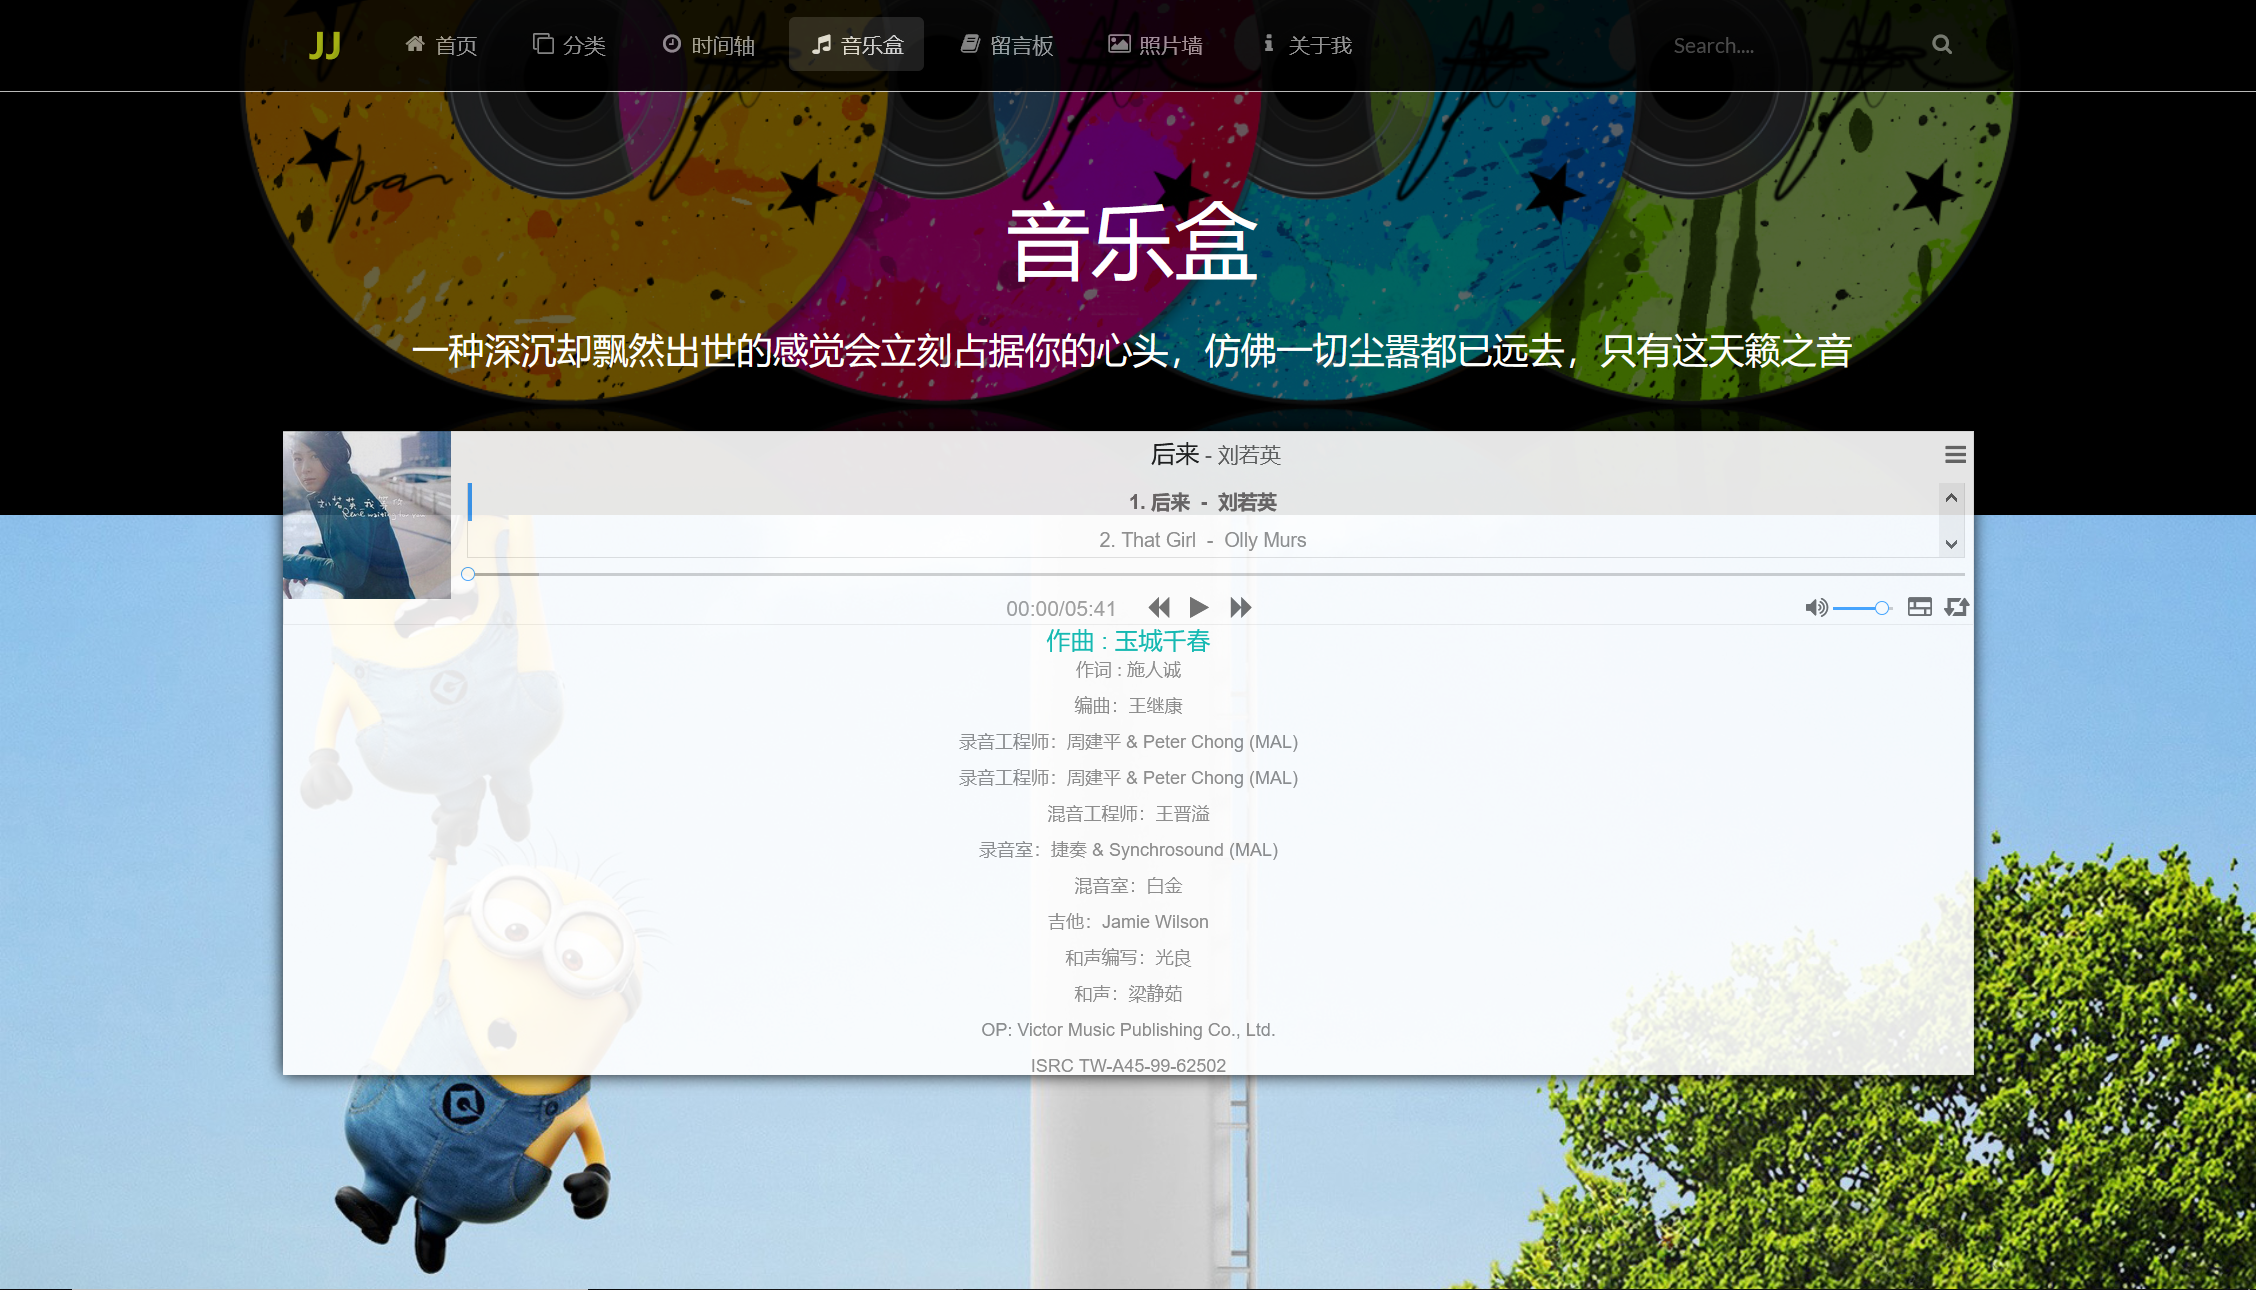 JJ 首页 分类 时间轴 音乐盒 留言板 照片墙 关于我 Search....
音乐盒
一种深沉却飘然出世的感觉会立刻占据你的心头，仿佛一切尘嚣都已远去，只有这天籁之音
后来 - 刘若英
1. 后来 - 刘若英
2. That Girl - Olly Murs
刘若英 我等你
00:00/05:41
作曲 : 玉城千春
作词 : 施人诚
编曲：王继康
录音工程师：周建平 & Peter Chong (MAL)
录音工程师：周建平 & Peter Chong (MAL)
混音工程师：王晋溢
录音室：捷奏 & Synchrosound (MAL)
混音室：白金
吉他：Jamie Wilson
和声编写：光良
和声：梁静茹
OP: Victor Music Publishing Co., Ltd.
ISRC TW-A45-99-62502